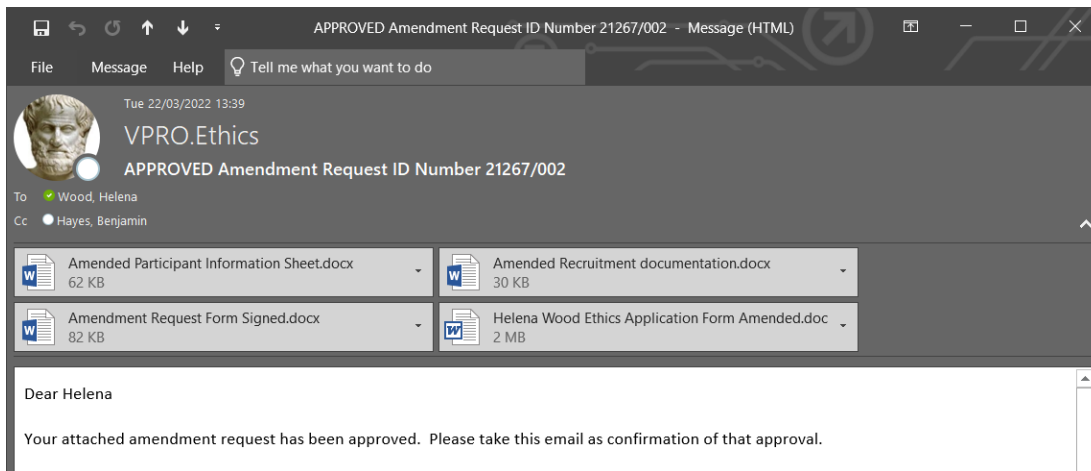 APPROVED Amendment Request ID Number 21267/002 - Message (HTML)
File Message Help Tell me what you want to do
Tue 22/03/2022 13:39
VPRO.Ethics
APPROVED Amendment Request ID Number 21267/002
To Wood, Helena
Cc Hayes, Benjamin
Amended Participant Information Sheet.docx
62 KB
Amended Recruitment documentation.docx
30 KB
Amendment Request Form Signed.docx
82 KB
Helena Wood Ethics Application Form Amended.doc
2 MB
Dear Helena
Your attached amendment request has been approved.  Please take this email as confirmation of that approval.